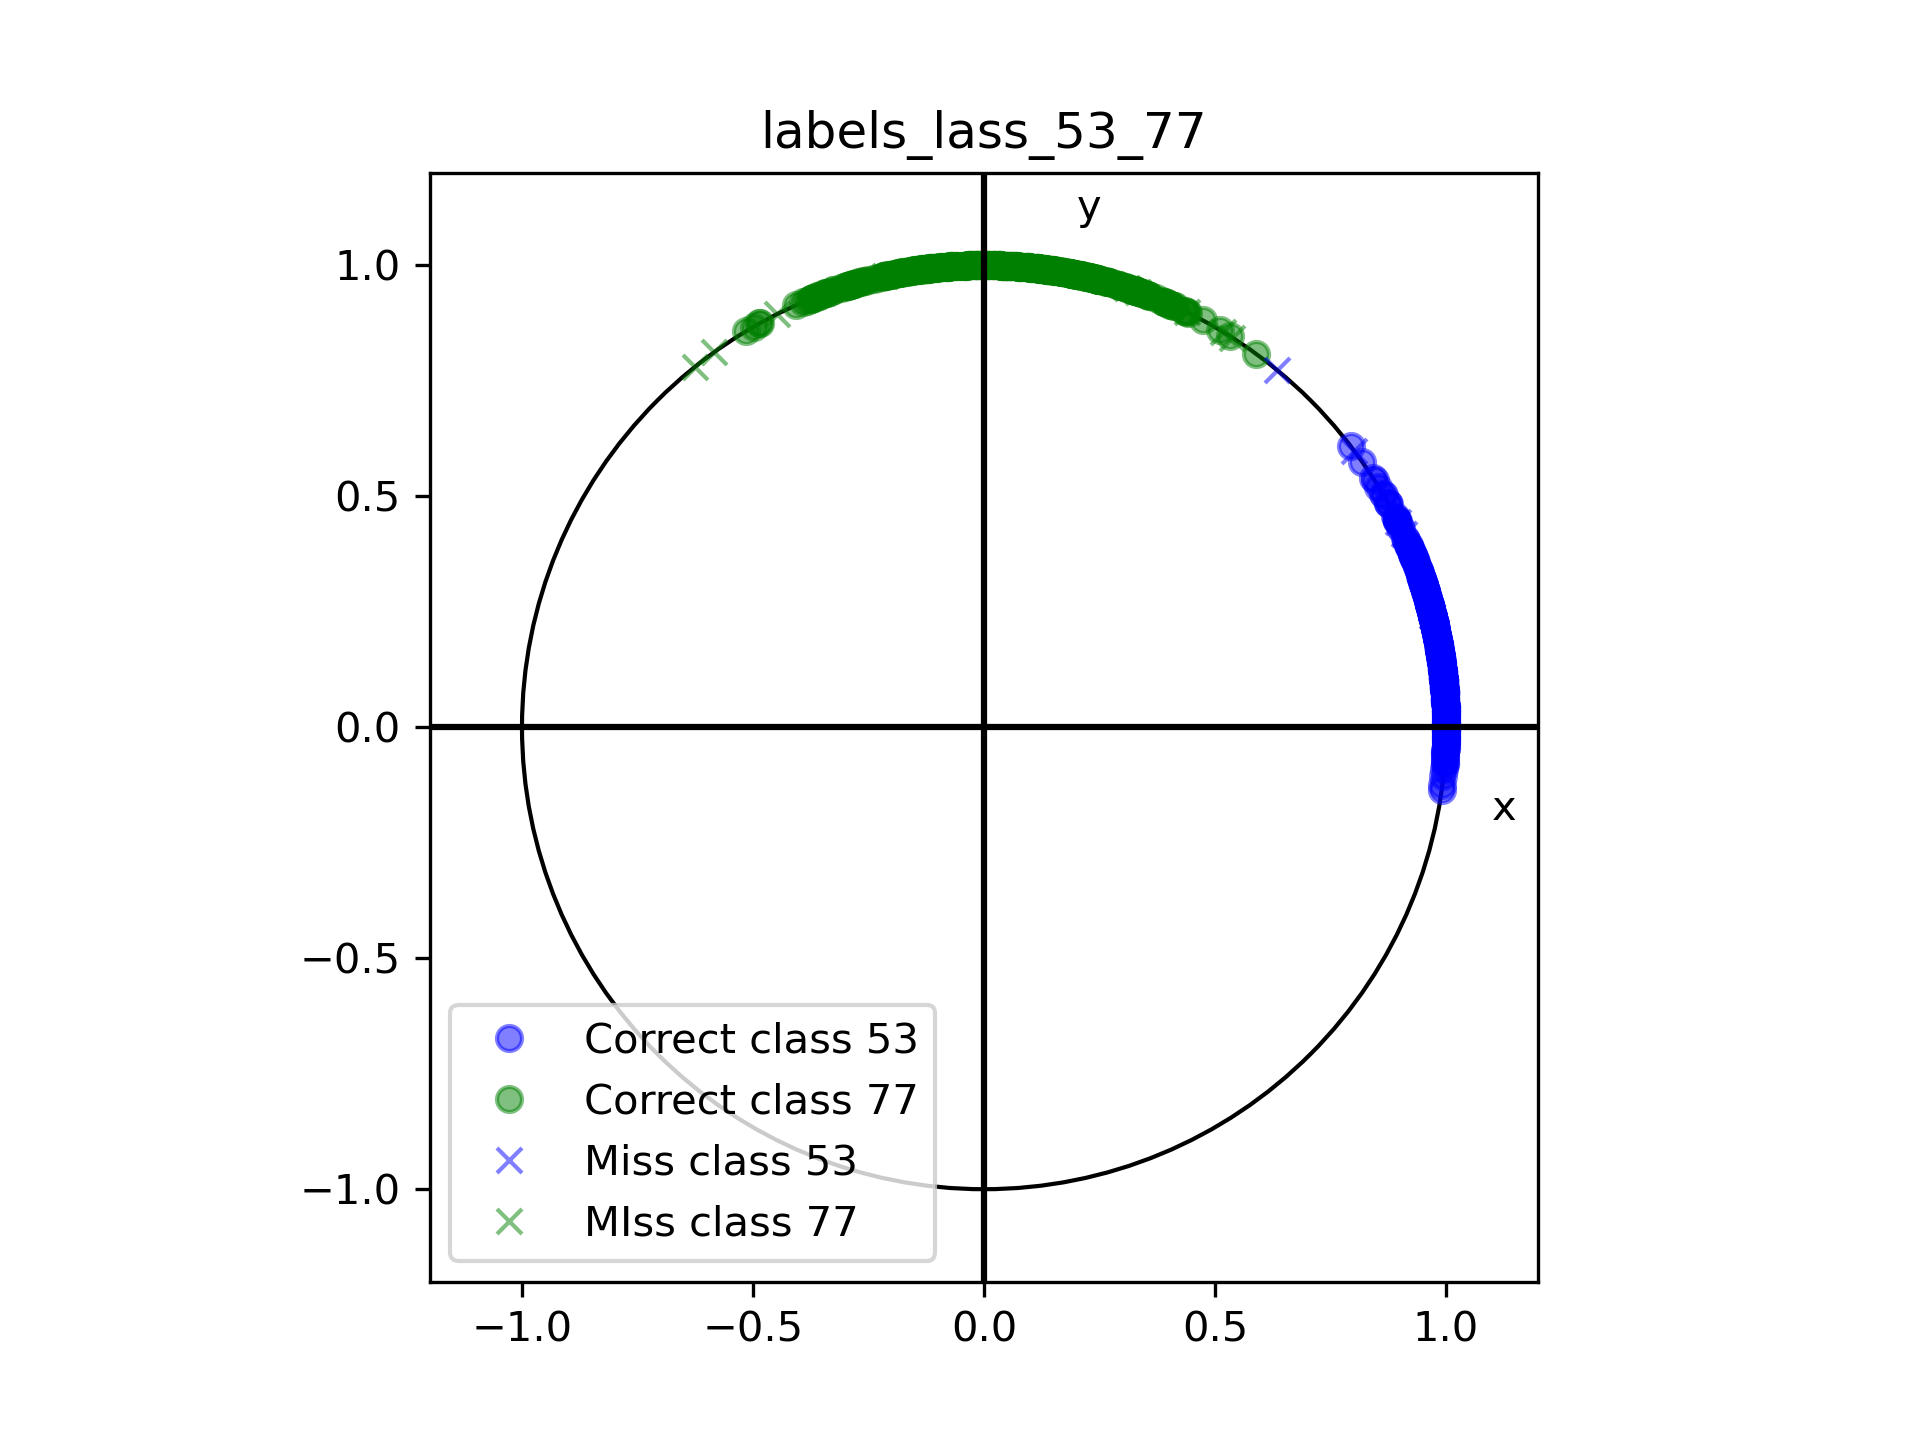 labels_lass_53_77
y
1.0
0.5
0.0
x
−0.5
−1.0
Correct class 53
Correct class 77
Miss class 53
MIss class 77
−1.0 −0.5 0.0 0.5 1.0